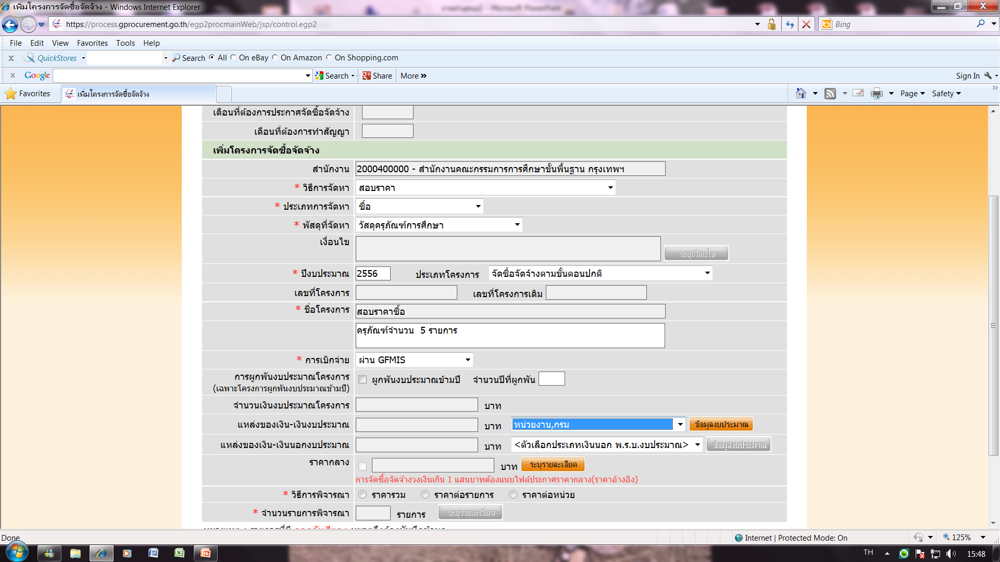 เพิ่มโครงการจัดซื้อจัดจ้าง - Windows Internet Explorer
https://process.gprocurement.go.th/egp2procmainWeb/jsp/control.egp2
Bing
File Edit View Favorites Tools Help
x QuickStores Search All On eBay On Amazon On Shopping.com
x Google Search Share More » Sign In
Favorites เพิ่มโครงการจัดซื้อจัดจ้าง Page Safety »
เดือนที่ต้องการประกาศจัดซื้อจัดจ้าง
เดือนที่ต้องการทำสัญญา
เพิ่มโครงการจัดซื้อจัดจ้าง
สำนักงาน 2000400000 - สำนักงานคณะกรรมการการศึกษาขั้นพื้นฐาน กรุงเทพฯ
* วิธีการจัดหา สอบราคา
* ประเภทการจัดหา ซื้อ
* พัสดุที่จัดหา วัสดุครุภัณฑ์การศึกษา
เงื่อนไข ระบุเงื่อนไข
* ปีงบประมาณ 2556 ประเภทโครงการ จัดซื้อจัดจ้างตามขั้นตอนปกติ
เลขที่โครงการ เลขที่โครงการเดิม
* ชื่อโครงการ สอบราคาซื้อ
ครุภัณฑ์จำนวน 5 รายการ
* การเบิกจ่าย ผ่าน GFMIS
การผูกพันงบประมาณโครงการ ผูกพันงบประมาณข้ามปี จำนวนปีที่ผูกพัน
(เฉพาะโครงการผูกพันงบประมาณข้ามปี)
จำนวนเงินงบประมาณโครงการ บาท
แหล่งของเงิน-เงินงบประมาณ บาท หน่วยงาน,กรม ข้อมูลงบประมาณ
แหล่งของเงิน-เงินนอกงบประมาณ บาท <ตัวเลือกประเภทเงินนอก พ.ร.บ.งบประมาณ> ข้อมูลงบประมาณ
ราคากลาง บาท ระบุรายละเอียด
การจัดซื้อจัดจ้างวงเงินเกิน 1 แสนบาทต้องแนบไฟล์ประกาศราคากลาง(ราคาอ้างอิง)
* วิธีการพิจารณา ราคารวม ราคาต่อรายการ ราคาต่อหน่วย
* จำนวนรายการพิจารณา รายการ ระบุรายละเอียด
Done Internet | Protected Mode: On 125%
TH 15:48